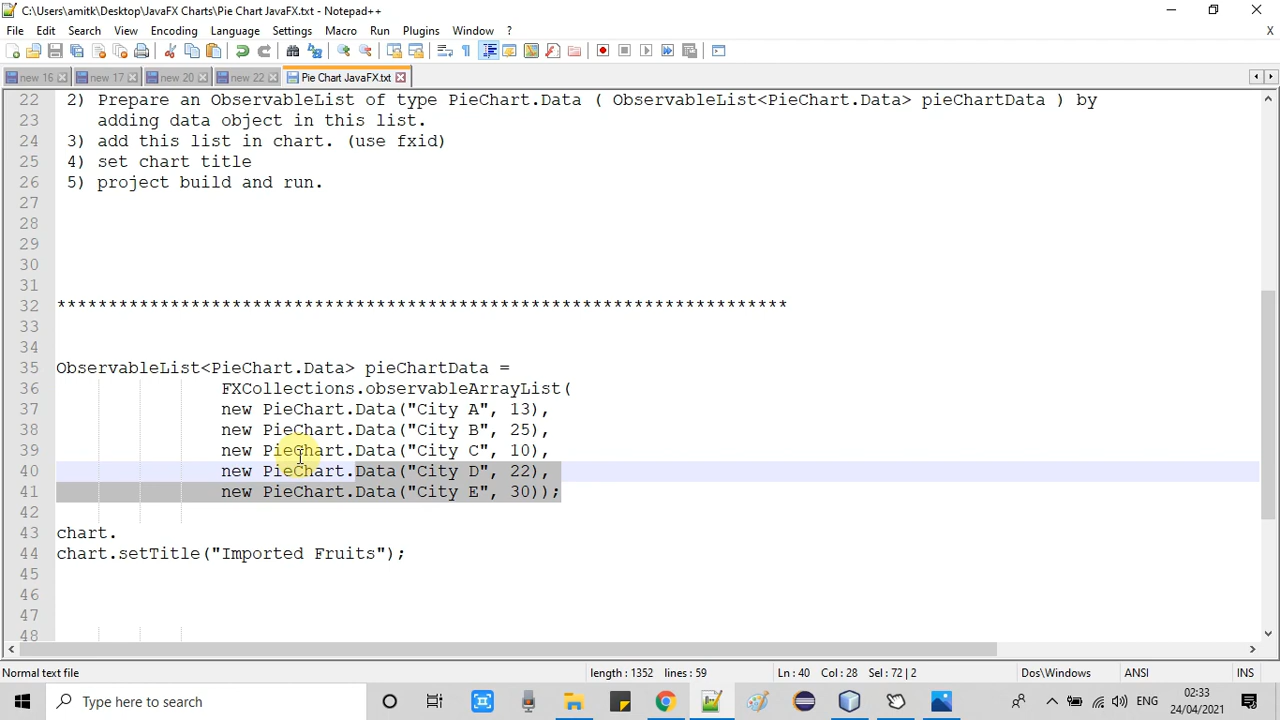 C:\Users\amitk\Desktop\JavaFX Charts\Pie Chart JavaFX.txt - Notepad++
File Edit Search View Encoding Language Settings Macro Run Plugins Window ? X
new 16 new 17 new 20 new 22 Pie Chart JavaFX.txt
22 2) Prepare an ObservableList of type PieChart.Data ( ObservableList<PieChart.Data> pieChartData ) by
23 adding data object in this list.
24 3) add this list in chart. (use fxid)
25 4) set chart title
26 5) project build and run.
27
28
29
30
31
32 ***********************************************************************
33
34
35 ObservableList<PieChart.Data> pieChartData =
36 FXCollections.observableArrayList(
37 new PieChart.Data("City A", 13),
38 new PieChart.Data("City B", 25),
39 new PieChart.Data("City C", 10),
40 new PieChart.Data("City D", 22),
41 new PieChart.Data("City E", 30));
42
43 chart.
44 chart.setTitle("Imported Fruits");
45
46
47
48
Normal text file length : 1352 lines : 59 Ln : 40 Col : 28 Sel : 72 | 2 Dos\Windows ANSI INS
Type here to search ENG 02:33
24/04/2021